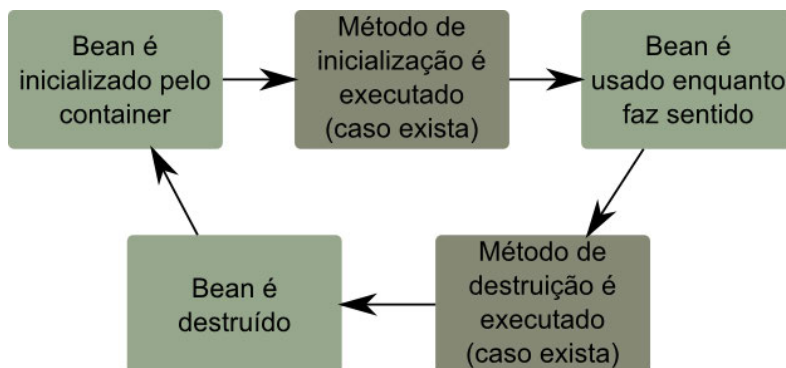 Bean é
inicializado pelo
container
Método de
inicialização é
executado
(caso exista)
Bean é
usado enquanto
faz sentido
Método de
destruição é
executado
(caso exista)
Bean é
destruído